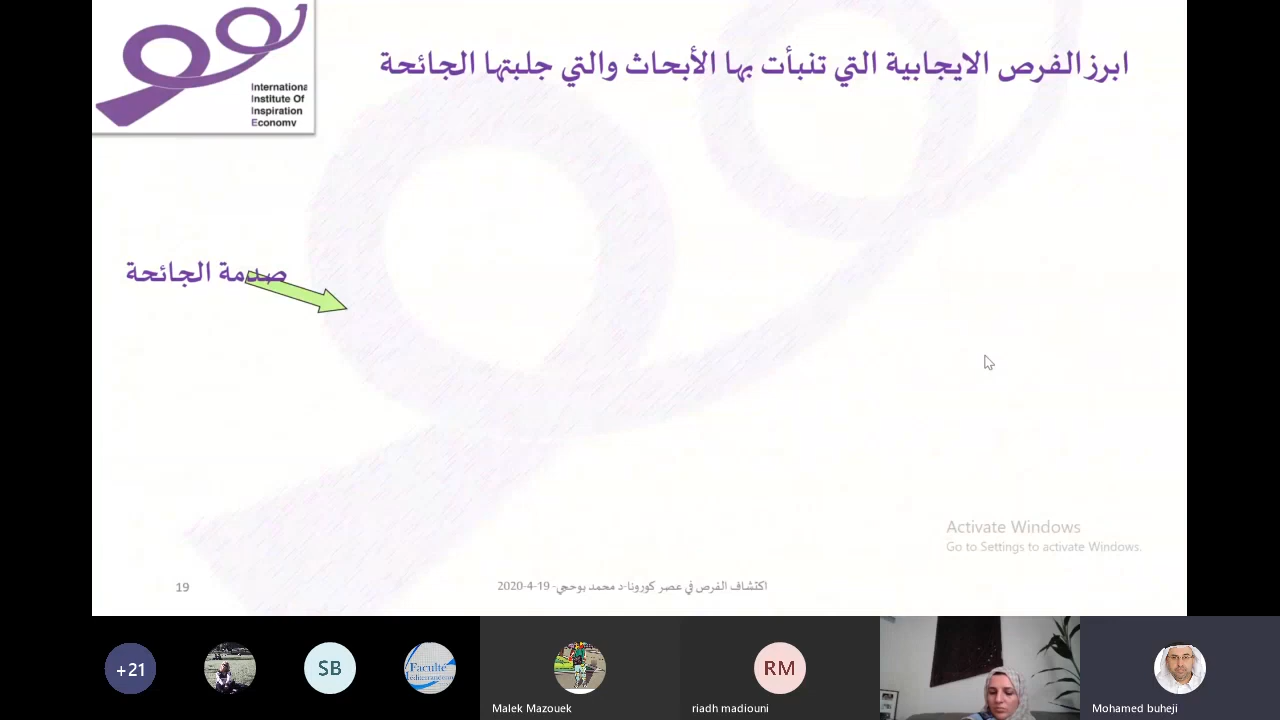 ابرز الفرص الايجابية التي تنبأت بها الأبحاث والتي جلبتها الجائحة
Internationa
Institute Of
Inspiration
Economy
صدمة الجائحة
Activate Windows
Go to Settings to activate Windows.
19
اكتشاف الفرص في عصر كورونا-د محمد بوحجي- 19-4-2020
+21
SB
Faculté
RM
Malek Mazouek
riadh madiouni
Mohamed buheji